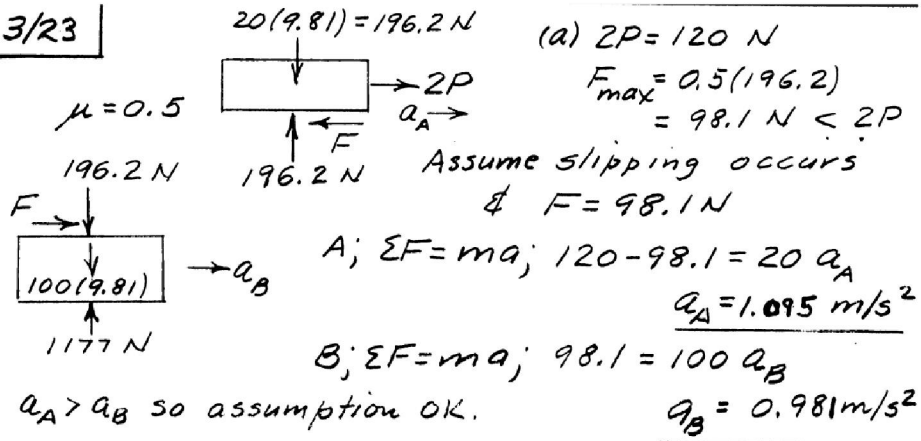 3/23
20(9.81) = 196.2 N
2P
a_A
F
196.2 N
μ = 0.5
196.2 N
F
100(9.81)
a_B
1177 N
(a) 2P = 120 N
F_max = 0.5(196.2)
= 98.1 N < 2P
Assume slipping occurs
& F = 98.1 N
A; ΣF = ma; 120 - 98.1 = 20 a_A
a_A = 1.095 m/s²
B; ΣF = ma; 98.1 = 100 a_B
a_B = 0.981 m/s²
a_A > a_B so assumption OK.